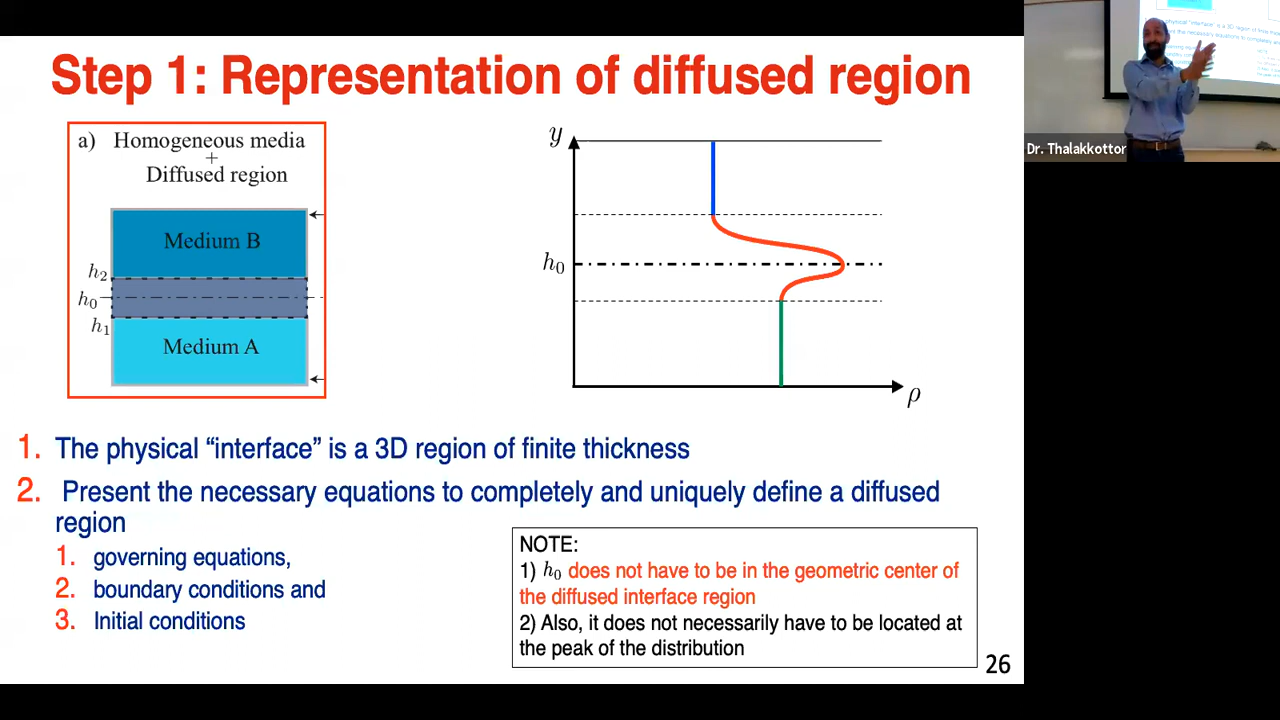 Step 1: Representation of diffused region
a) Homogeneous media
+
Diffused region
Medium B
h2
h0
h1
Medium A
y
h0
ρ
1. The physical “interface” is a 3D region of finite thickness
2. Present the necessary equations to completely and uniquely define a diffused
region
1. governing equations,
2. boundary conditions and
3. Initial conditions
NOTE:
1) h0 does not have to be in the geometric center of
the diffused interface region
2) Also, it does not necessarily have to be located at
the peak of the distribution
26
Dr. Thalakkottor